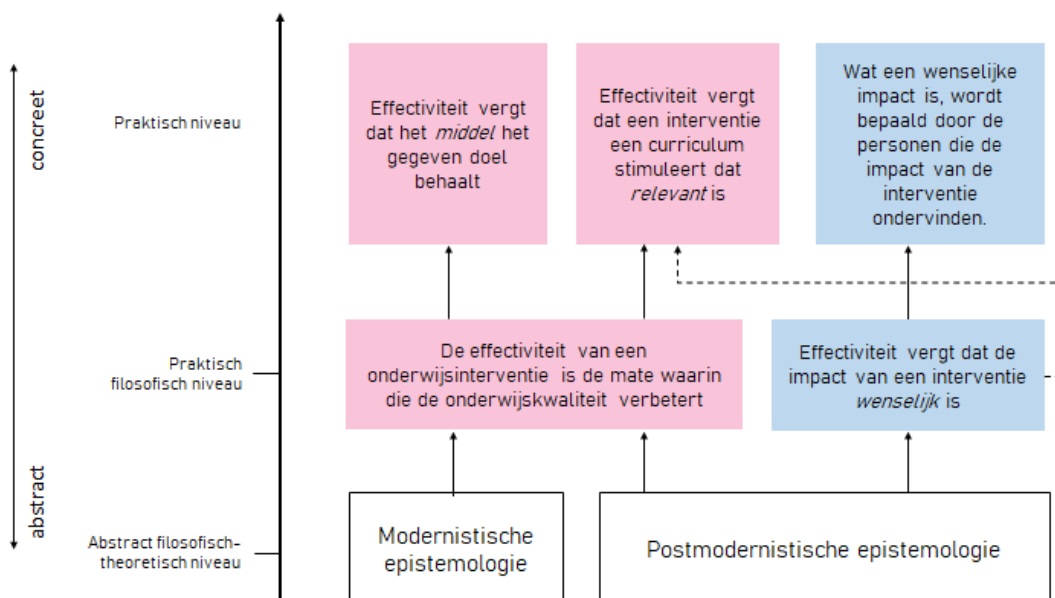 concreet
abstract
Praktisch niveau
Effectiviteit vergt
dat het middel het
gegeven doel
behaalt
Effectiviteit vergt
dat een interventie
een curriculum
stimuleert dat
relevant is
Wat een wenselijke
impact is, wordt
bepaald door de
personen die de
impact van de
interventie
ondervinden.
Praktisch
filosofisch niveau
De effectiviteit van een
onderwijsinterventie is de mate waarin
die de onderwijskwaliteit verbetert
Effectiviteit vergt dat de
impact van een interventie
wenselijk is
Abstract filosofisch-
theoretisch niveau
Modernistische
epistemologie
Postmodernistische epistemologie